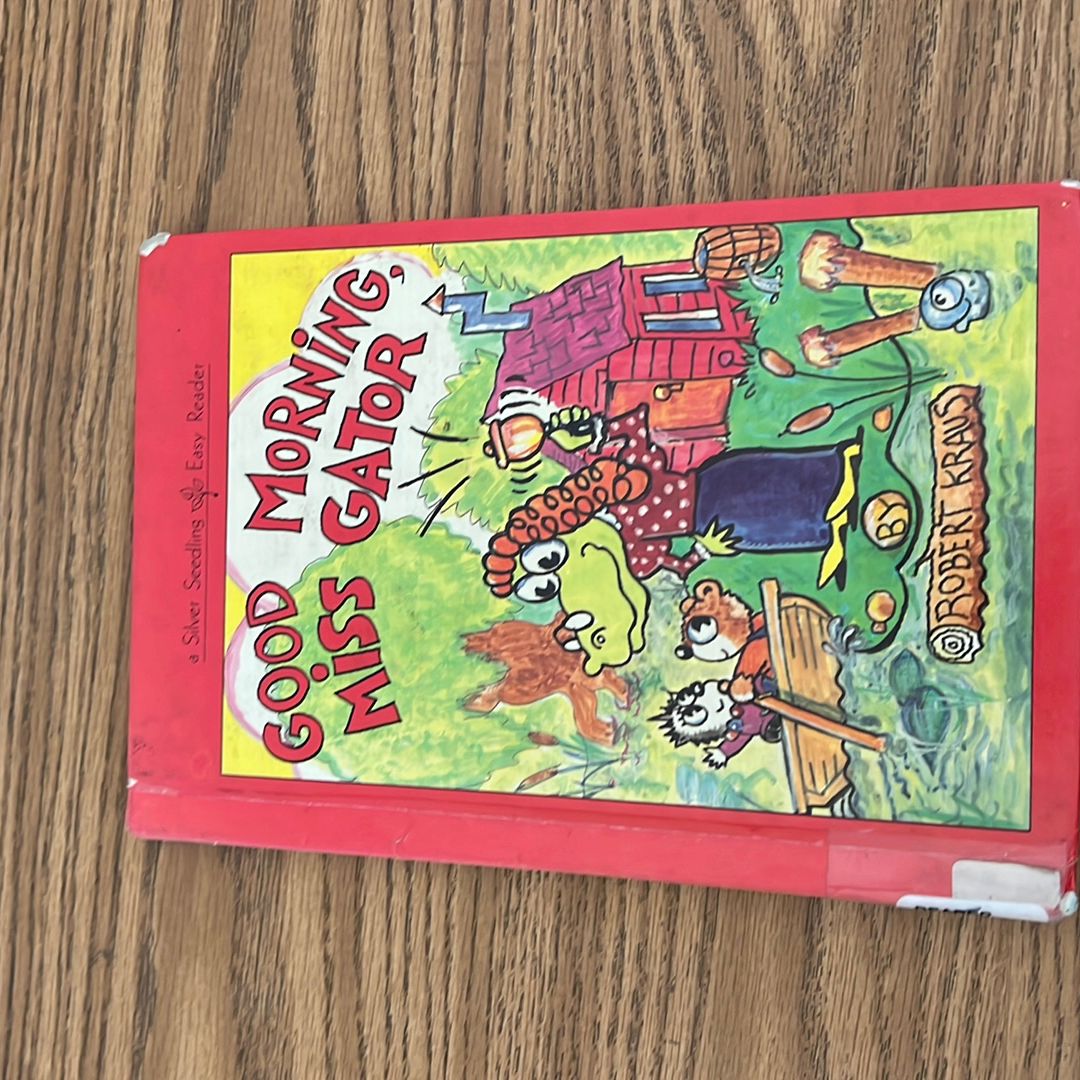 a Silver Seedling Easy Reader
GOOD MORNING,
MISS GATOR
BY
ROBERT KRAUS